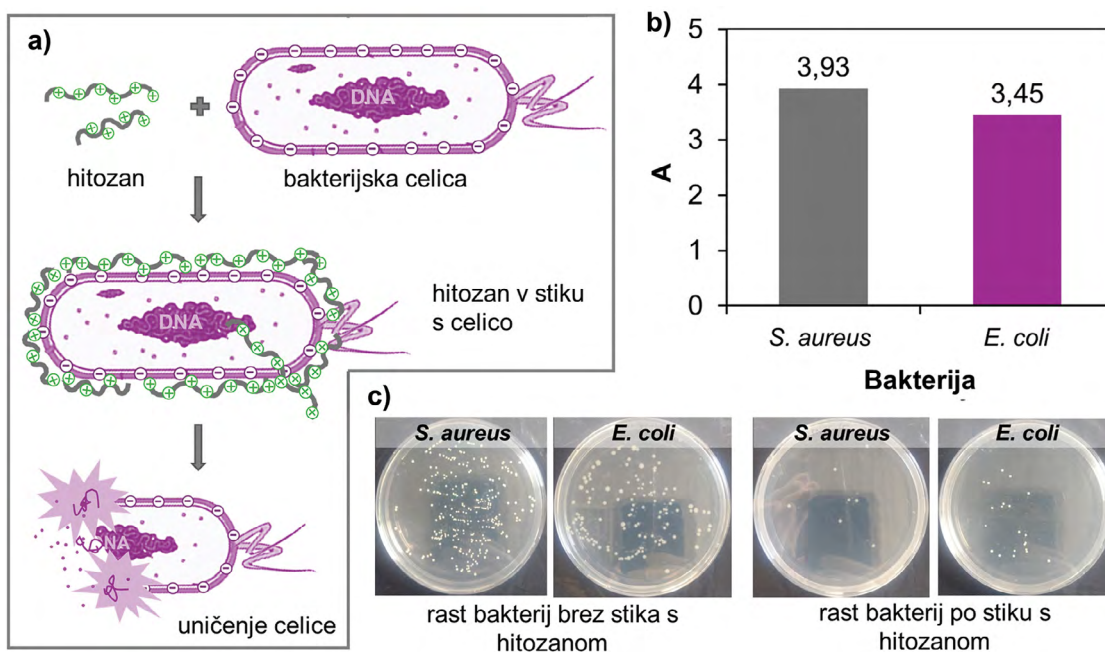 a)
DNA
+
hitozan
bakterijska celica
DNA
hitozan v stiku
s celico
NA
uničenje celice
b)
5
4
3
2
1
0
A
3,93
3,45
S. aureus
E. coli
Bakterija
c)
S. aureus
E. coli
S. aureus
E. coli
rast bakterij brez stika s
hitozanom
rast bakterij po stiku s
hitozanom